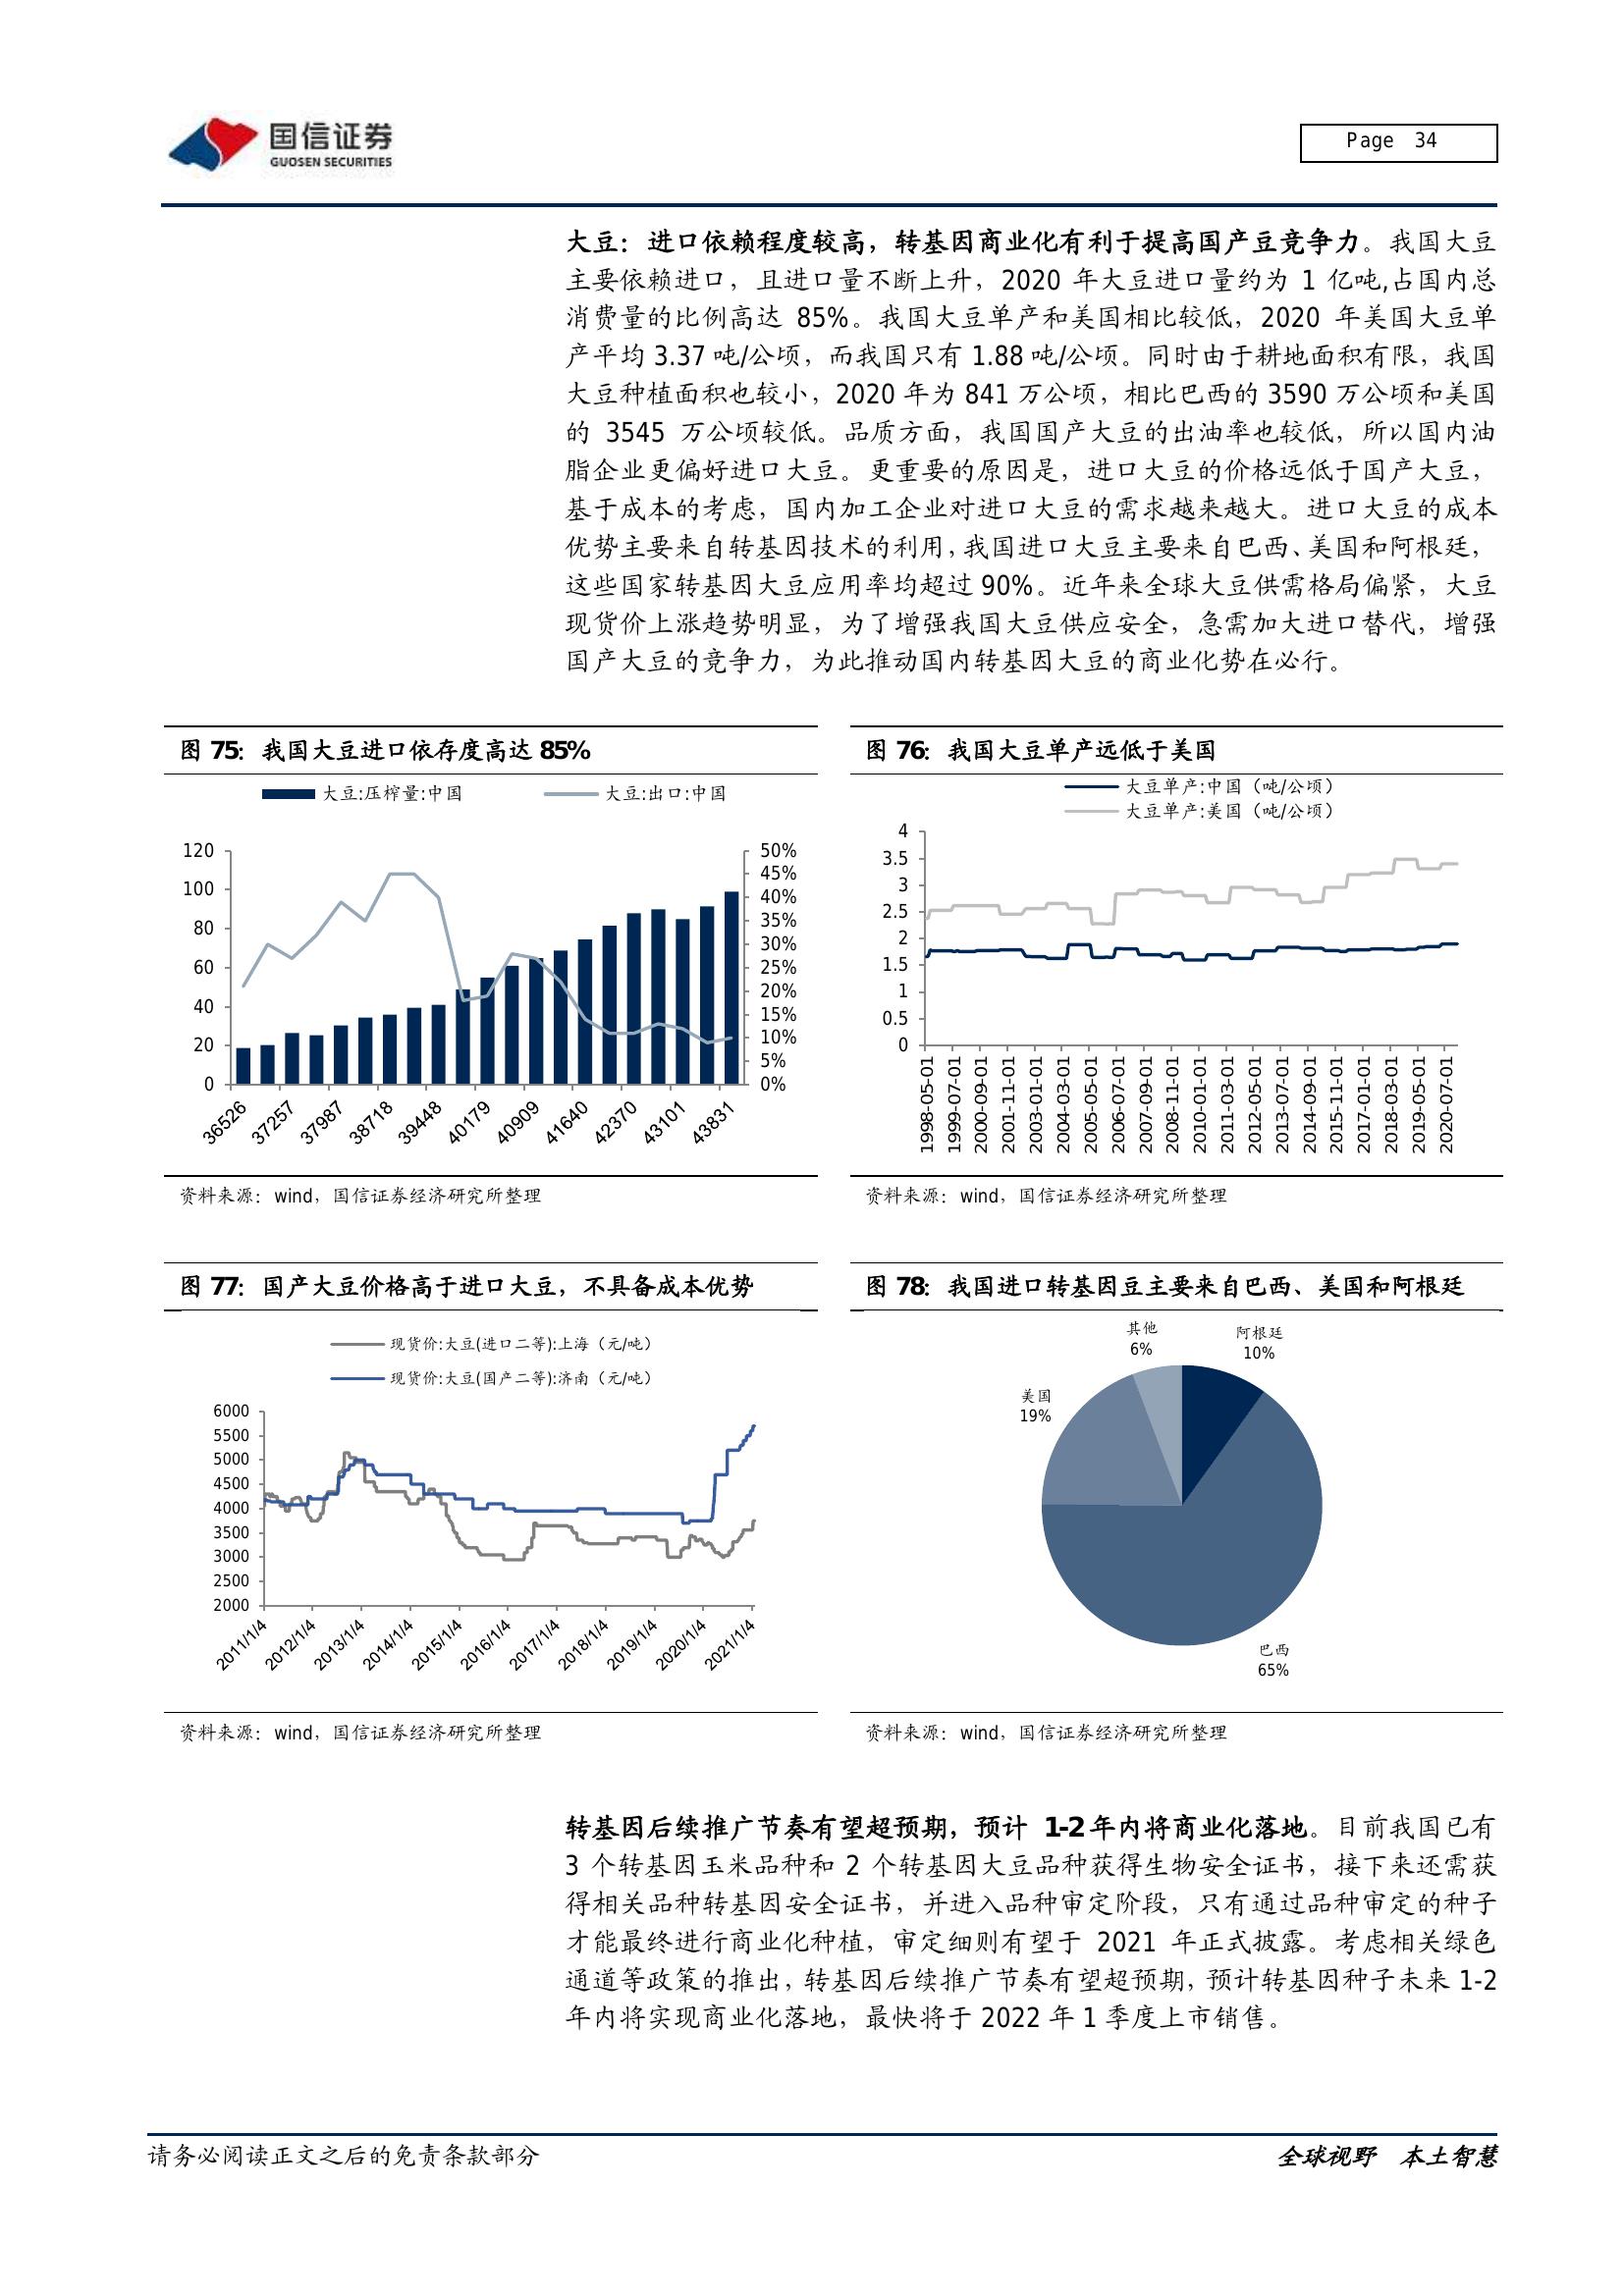 国信证券
GUOSEN SECURITIES
Page 34
大豆：进口依赖程度较高，转基因商业化有利于提高国产豆竞争力。我国大豆
主要依赖进口，且进口量不断上升，2020 年大豆进口量约为 1 亿吨,占国内总
消费量的比例高达 85%。我国大豆单产和美国相比较低，2020 年美国大豆单
产平均 3.37 吨/公顷，而我国只有 1.88 吨/公顷。同时由于耕地面积有限，我国
大豆种植面积也较小，2020 年为 841 万公顷，相比巴西的 3590 万公顷和美国
的 3545 万公顷较低。品质方面，我国国产大豆的出油率也较低，所以国内油
脂企业更偏好进口大豆。更重要的原因是，进口大豆的价格远低于国产大豆，
基于成本的考虑，国内加工企业对进口大豆的需求越来越大。进口大豆的成本
优势主要来自转基因技术的利用，我国进口大豆主要来自巴西、美国和阿根廷，
这些国家转基因大豆应用率均超过 90%。近年来全球大豆供需格局偏紧，大豆
现货价上涨趋势明显，为了增强我国大豆供应安全，急需加大进口替代，增强
国产大豆的竞争力，为此推动国内转基因大豆的商业化势在必行。
图 75：我国大豆进口依存度高达 85%
大豆:压榨量:中国
大豆:出口:中国
120
100
80
60
40
20
0
50%
45%
40%
35%
30%
25%
20%
15%
10%
5%
0%
36526
37257
37987
38718
39448
40179
40909
41640
42370
43101
43831
资料来源：wind，国信证券经济研究所整理
图 76：我国大豆单产远低于美国
大豆单产:中国（吨/公顷）
大豆单产:美国（吨/公顷）
4
3.5
3
2.5
2
1.5
1
0.5
0
1998-05-01
1999-07-01
2000-09-01
2001-11-01
2003-01-01
2004-03-01
2005-05-01
2006-07-01
2007-09-01
2008-11-01
2010-01-01
2011-03-01
2012-05-01
2013-07-01
2014-09-01
2015-11-01
2017-01-01
2018-03-01
2019-05-01
2020-07-01
资料来源：wind，国信证券经济研究所整理
图 77：国产大豆价格高于进口大豆，不具备成本优势
现货价:大豆(进口二等):上海（元/吨）
现货价:大豆(国产二等):济南（元/吨）
6000
5500
5000
4500
4000
3500
3000
2500
2000
2011/1/4
2012/1/4
2013/1/4
2014/1/4
2015/1/4
2016/1/4
2017/1/4
2018/1/4
2019/1/4
2020/1/4
2021/1/4
资料来源：wind，国信证券经济研究所整理
图 78：我国进口转基因豆主要来自巴西、美国和阿根廷
其他
6%
阿根廷
10%
美国
19%
巴西
65%
资料来源：wind，国信证券经济研究所整理
转基因后续推广节奏有望超预期，预计 1-2 年内将商业化落地。目前我国已有
3 个转基因玉米品种和 2 个转基因大豆品种获得生物安全证书，接下来还需获
得相关品种转基因安全证书，并进入品种审定阶段，只有通过品种审定的种子
才能最终进行商业化种植，审定细则有望于 2021 年正式披露。考虑相关绿色
通道等政策的推出，转基因后续推广节奏有望超预期，预计转基因种子未来 1-2
年内将实现商业化落地，最快将于 2022 年 1 季度上市销售。
请务必阅读正文之后的免责条款部分
全球视野 本土智慧